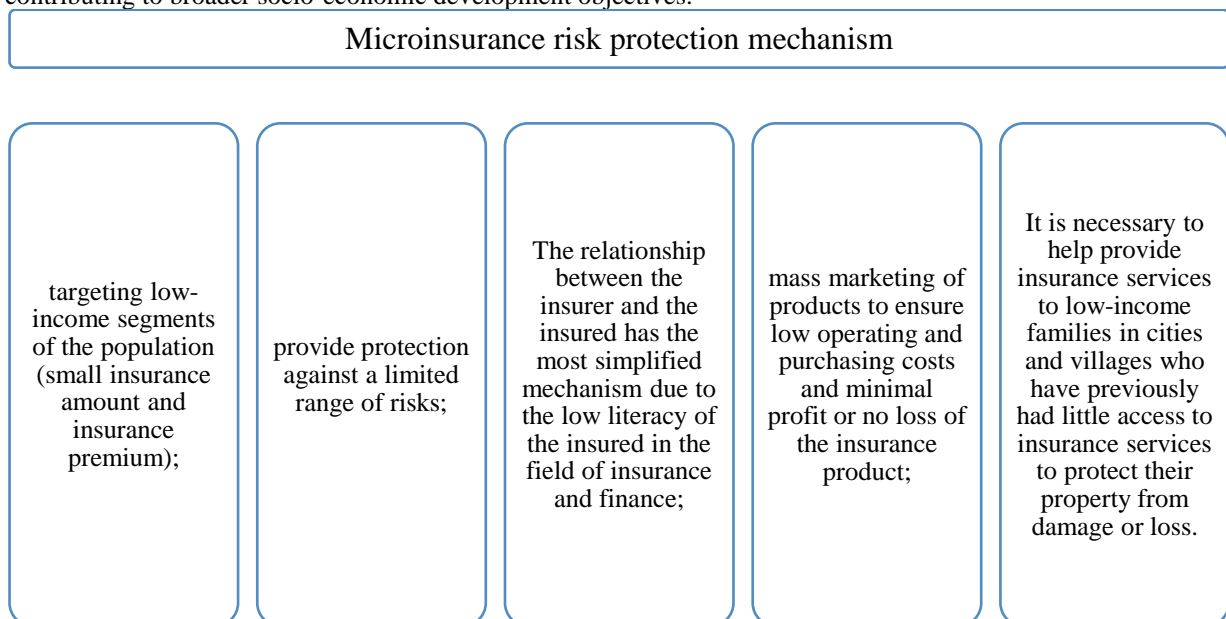 contributing to broader socio-economic development objectives.
Microinsurance risk protection mechanism
targeting low-
income segments
of the population
(small insurance
amount and
insurance
premium);
provide protection
against a limited
range of risks;
The relationship
between the
insurer and the
insured has the
most simplified
mechanism due to
the low literacy of
the insured in the
field of insurance
and finance;
mass marketing of
products to ensure
low operating and
purchasing costs
and minimal
profit or no loss of
the insurance
product;
It is necessary to
help provide
insurance services
to low-income
families in cities
and villages who
have previously
had little access to
insurance services
to protect their
property from
damage or loss.